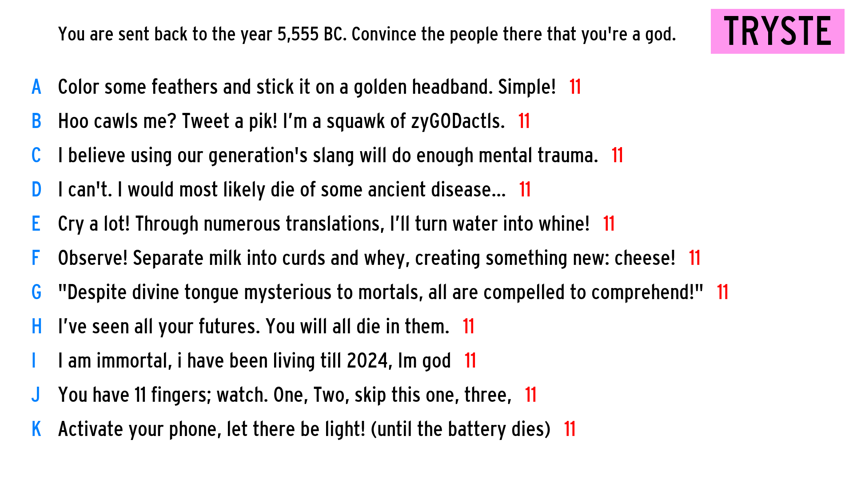 You are sent back to the year 5,555 BC. Convince the people there that you're a god.
TRYSTE
A Color some feathers and stick it on a golden headband. Simple! 11
B Hoo cawls me? Tweet a pik! I’m a squawk of zyGODactls. 11
C I believe using our generation's slang will do enough mental trauma. 11
D I can't. I would most likely die of some ancient disease... 11
E Cry a lot! Through numerous translations, I’ll turn water into whine! 11
F Observe! Separate milk into curds and whey, creating something new: cheese! 11
G "Despite divine tongue mysterious to mortals, all are compelled to comprehend!" 11
H I’ve seen all your futures. You will all die in them. 11
I I am immortal, i have been living till 2024, Im god 11
J You have 11 fingers; watch. One, Two, skip this one, three, 11
K Activate your phone, let there be light! (until the battery dies) 11